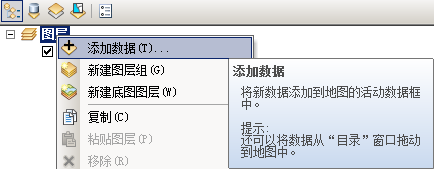 图层
添加数据(T)...
新建图层组(G)
新建底图图层(W)
复制(C)
粘贴图层(P)
移除(R)
添加数据
将新数据添加到地图的活动数据框
中。
提示:
还可以将数据从“目录”窗口拖动
到地图中。